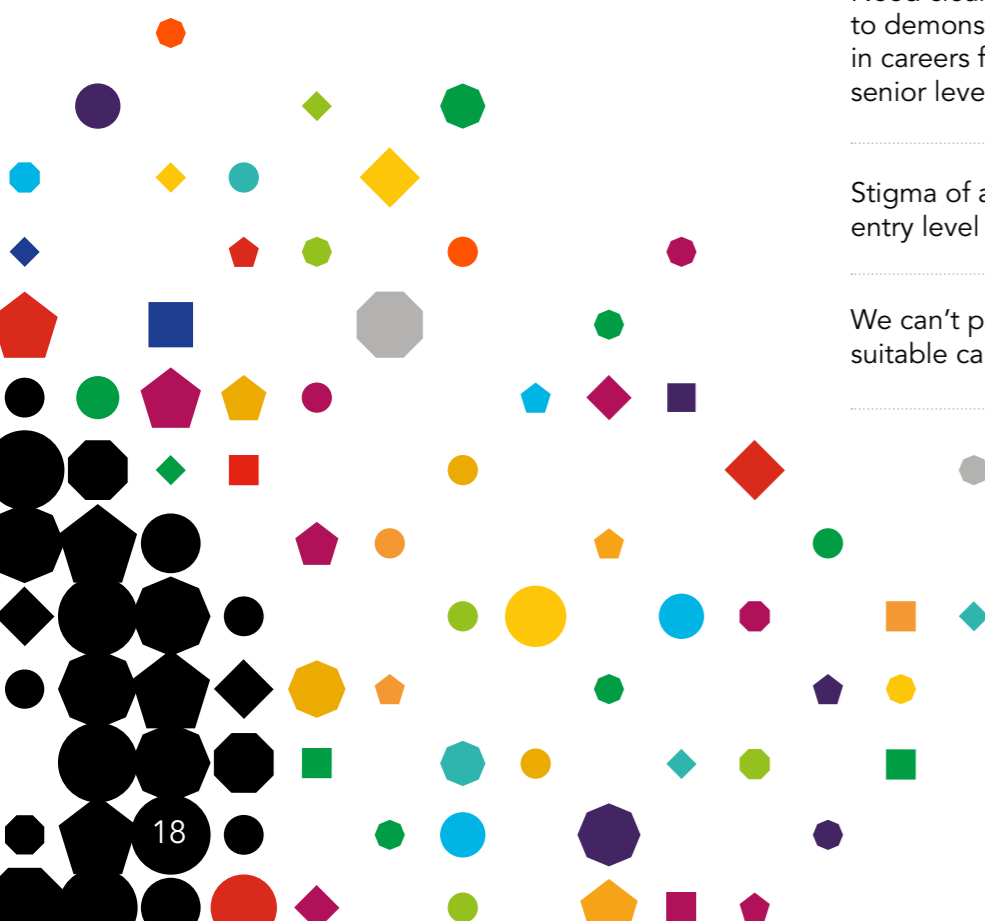 to demons
in careers f
senior leve
Stigma of a
entry level
We can't p
suitable ca
18